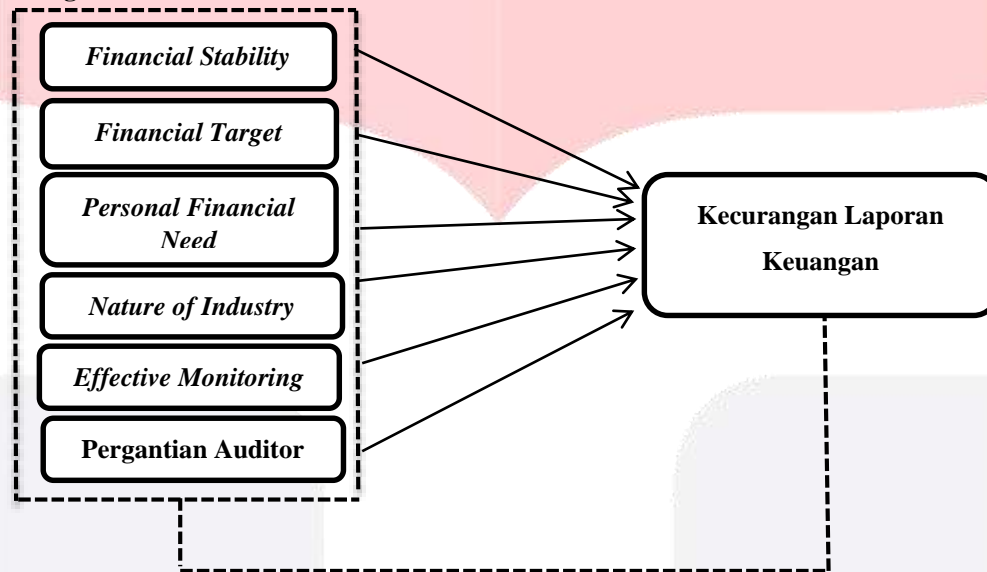 Financial Stability
Financial Target
Personal Financial
Need
Nature of Industry
Effective Monitoring
Pergantian Auditor
Kecurangan Laporan
Keuangan